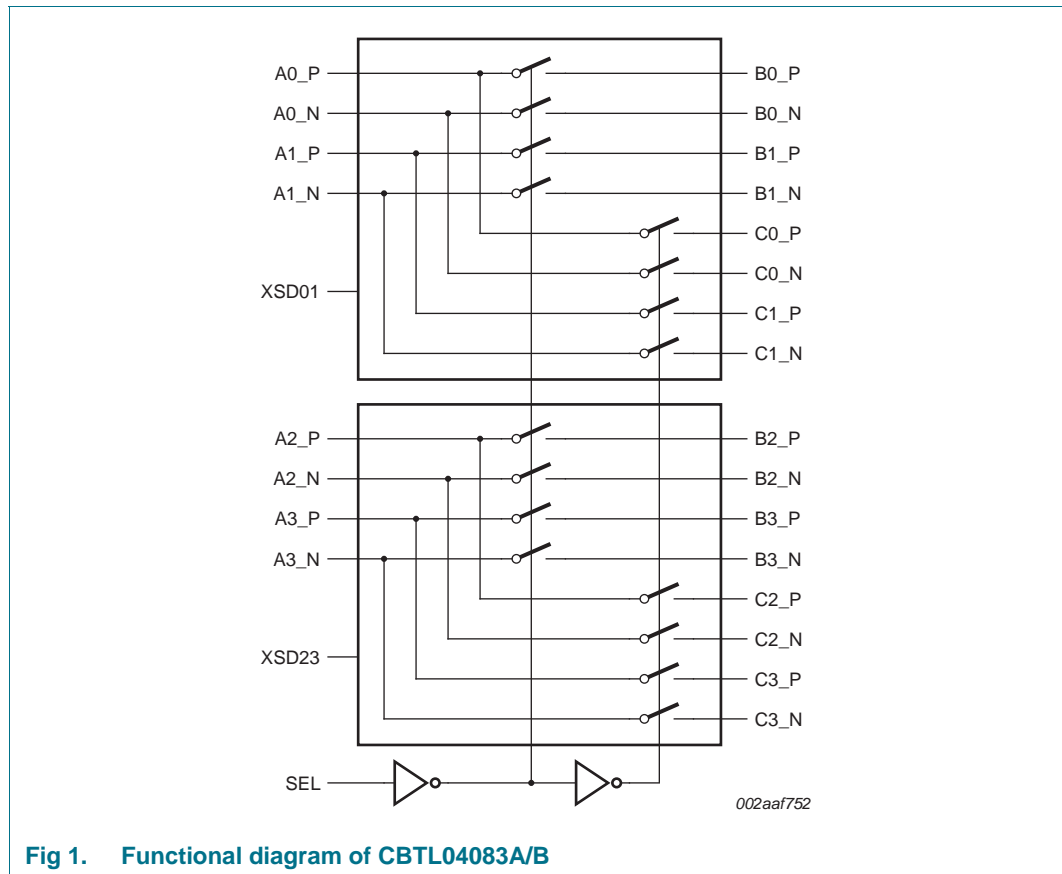 A0_P B0_P
A0_N B0_N
A1_P B1_P
A1_N B1_N
C0_P
C0_N
XSD01
C1_P
C1_N
A2_P B2_P
A2_N B2_N
A3_P B3_P
A3_N B3_N
C2_P
C2_N
XSD23
C3_P
C3_N
SEL
002aaf752
Fig 1. Functional diagram of CBTL04083A/B